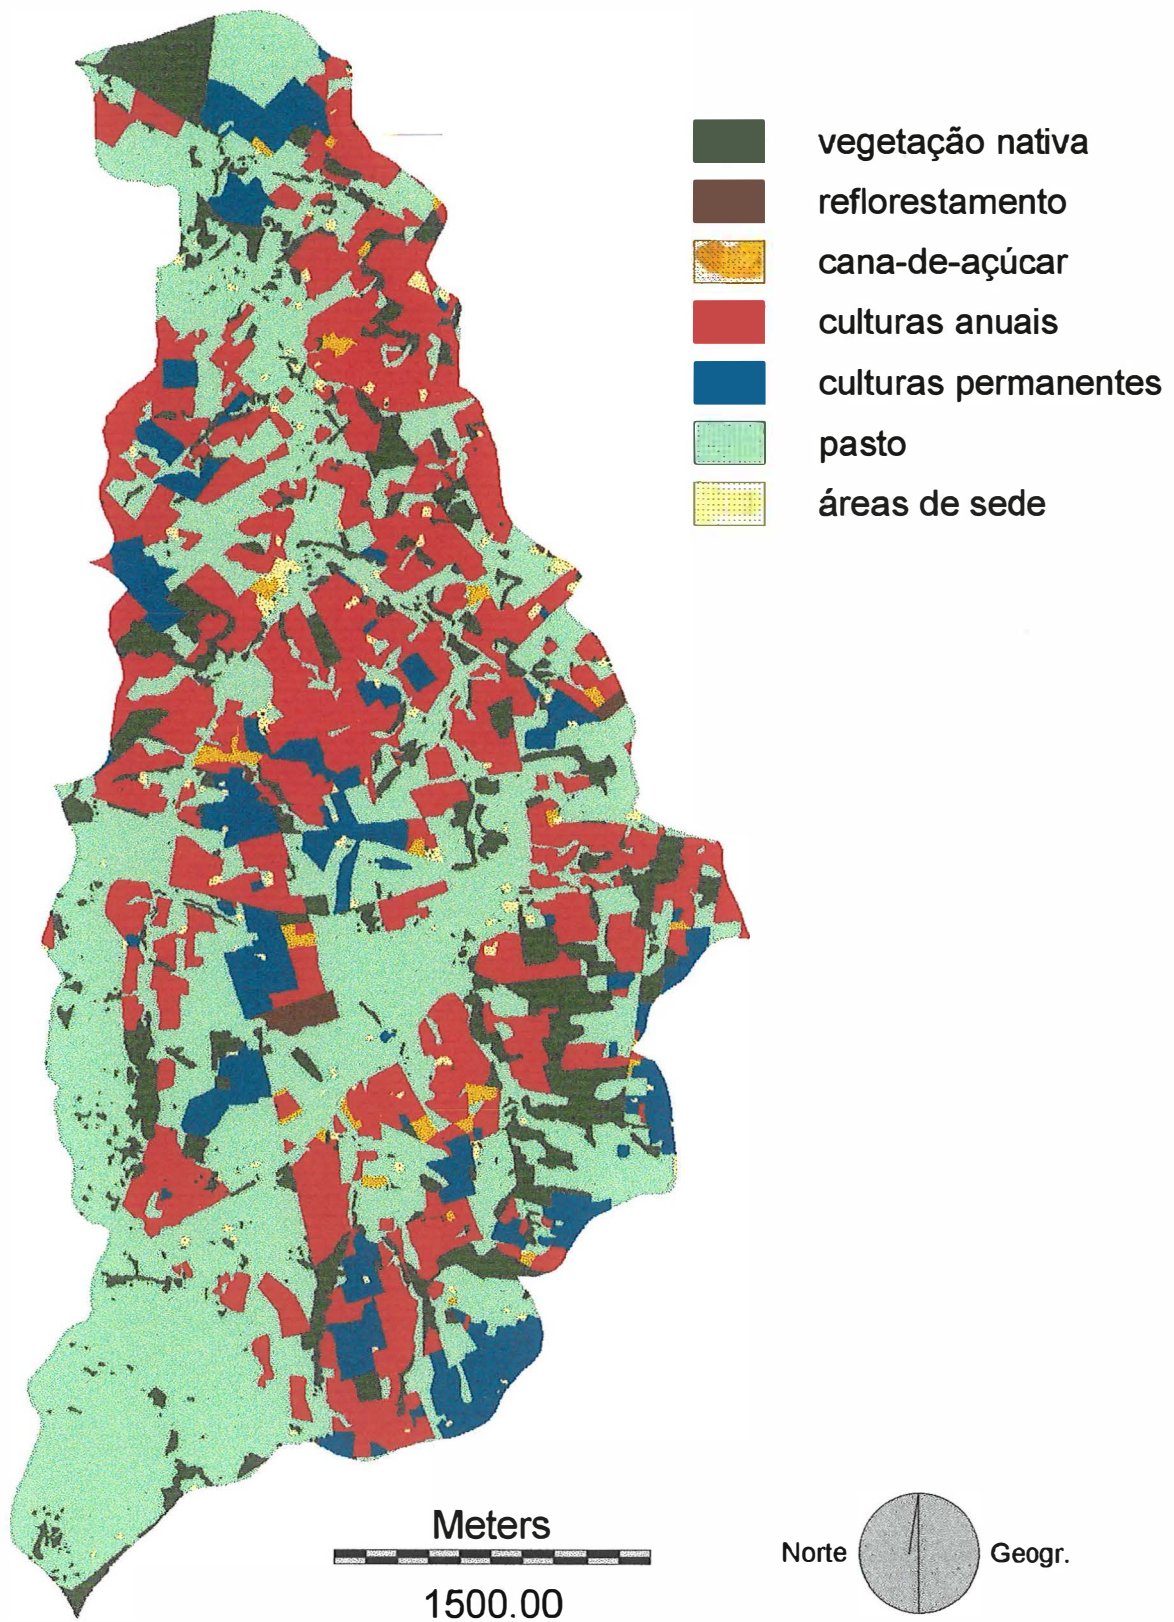 vegetação nativa
reflorestamento
cana-de-açúcar
culturas anuais
culturas permanentes
pasto
áreas de sede
Meters
1500.00
Norte Geogr.